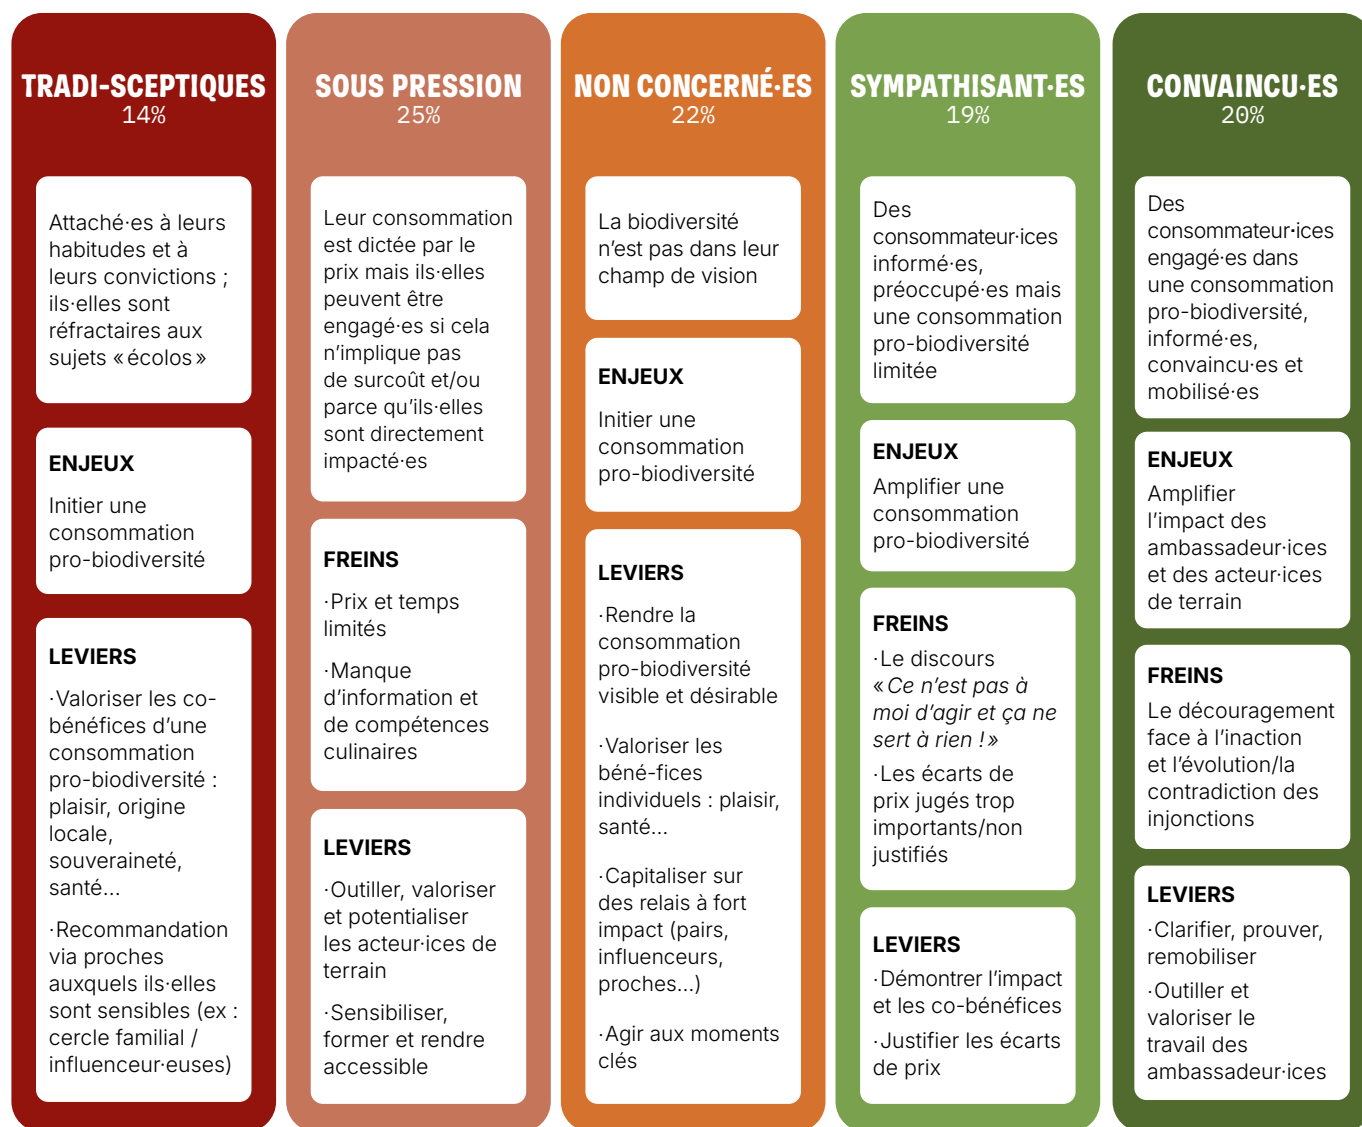 TRADI-SCEPTIQUES
14%
Attaché·es à leurs
habitudes et à
leurs convictions ;
ils·elles sont
réfractaires aux
sujets « écolos »
ENJEUX
Initier une
consommation
pro-biodiversité
LEVIERS
·Valoriser les co-
bénéfices d’une
consommation
pro-biodiversité :
plaisir, origine
locale,
souveraineté,
santé…
·Recommandation
via proches
auxquels ils·elles
sont sensibles (ex :
cercle familial /
influenceur·euses)
SOUS PRESSION
25%
Leur consommation
est dictée par le
prix mais ils·elles
peuvent être
engagé·es si cela
n’implique pas
de surcoût et/ou
parce qu’ils·elles
sont directement
impacté·es
FREINS
·Prix et temps
limités
·Manque
d’information et
de compétences
culinaires
LEVIERS
·Outiller, valoriser
et potentialiser
les acteur·ices de
terrain
·Sensibiliser,
former et rendre
accessible
NON CONCERNÉ·ES
22%
La biodiversité
n’est pas dans leur
champ de vision
ENJEUX
Initier une
consommation
pro-biodiversité
LEVIERS
·Rendre la
consommation
pro-biodiversité
visible et désirable
·Valoriser les
béné-fices
individuels : plaisir,
santé…
·Capitaliser sur
des relais à fort
impact (pairs,
influenceurs,
proches…)
·Agir aux moments
clés
SYMPATHISANT·ES
19%
Des
consommateur·ices
informé·es,
préoccupé·es mais
une consommation
pro-biodiversité
limitée
ENJEUX
Amplifier une
consommation
pro-biodiversité
FREINS
·Le discours
« Ce n’est pas à
moi d’agir et ça ne
sert à rien ! »
·Les écarts de
prix jugés trop
importants/non
justifiés
LEVIERS
·Démontrer l’impact
et les co-bénéfices
·Justifier les écarts
de prix
CONVAINCU·ES
20%
Des
consommateur·ices
engagé·es dans
une consommation
pro-biodiversité,
informé·es,
convaincu·es et
mobilisé·es
ENJEUX
Amplifier
l’impact des
ambassadeur·ices
et des acteur·ices
de terrain
FREINS
Le découragement
face à l’inaction
et l’évolution/la
contradiction des
injonctions
LEVIERS
·Clarifier, prouver,
remobiliser
·Outiller et
valoriser le
travail des
ambassadeur·ices